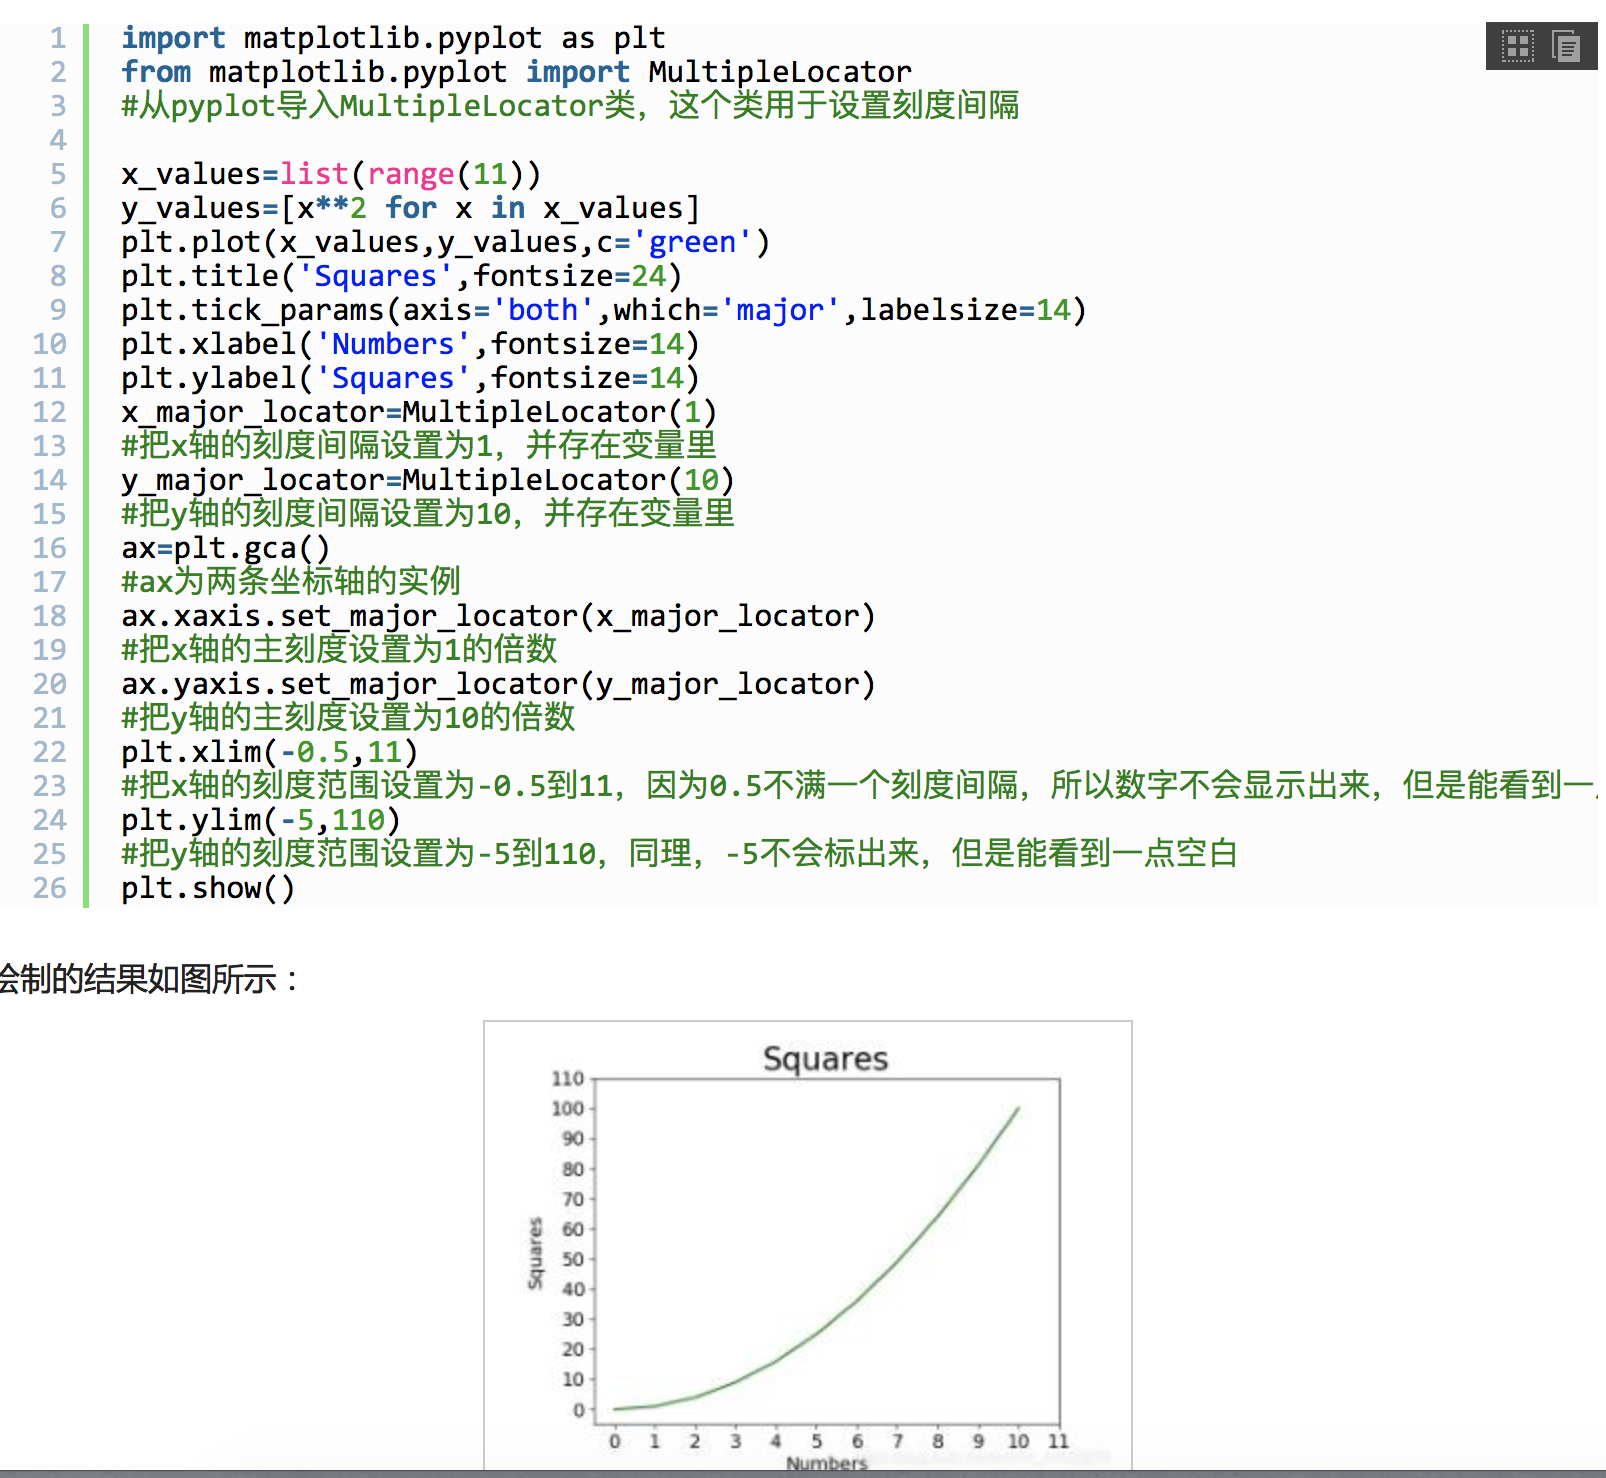 1 import matplotlib.pyplot as plt
2 from matplotlib.pyplot import MultipleLocator
3 #从pyplot导入MultipleLocator类，这个类用于设置刻度间隔
4
5 x_values=list(range(11))
6 y_values=[x**2 for x in x_values]
7 plt.plot(x_values,y_values,c='green')
8 plt.title('Squares',fontsize=24)
9 plt.tick_params(axis='both',which='major',labelsize=14)
10 plt.xlabel('Numbers',fontsize=14)
11 plt.ylabel('Squares',fontsize=14)
12 x_major_locator=MultipleLocator(1)
13 #把x轴的刻度间隔设置为1，并存在变量里
14 y_major_locator=MultipleLocator(10)
15 #把y轴的刻度间隔设置为10，并存在变量里
16 ax=plt.gca()
17 #ax为两条坐标轴的实例
18 ax.xaxis.set_major_locator(x_major_locator)
19 #把x轴的主刻度设置为1的倍数
20 ax.yaxis.set_major_locator(y_major_locator)
21 #把y轴的主刻度设置为10的倍数
22 plt.xlim(-0.5,11)
23 #把x轴的刻度范围设置为-0.5到11，因为0.5不满一个刻度间隔，所以数字不会显示出来，但是能看到一
24 plt.ylim(-5,110)
25 #把y轴的刻度范围设置为-5到110，同理，-5不会标出来，但是能看到一点空白
26 plt.show()
绘制的结果如图所示：
Squares
110
100
90
80
70
60
50
40
30
20
10
0
Squares
0 1 2 3 4 5 6 7 8 9 10 11
Numbers